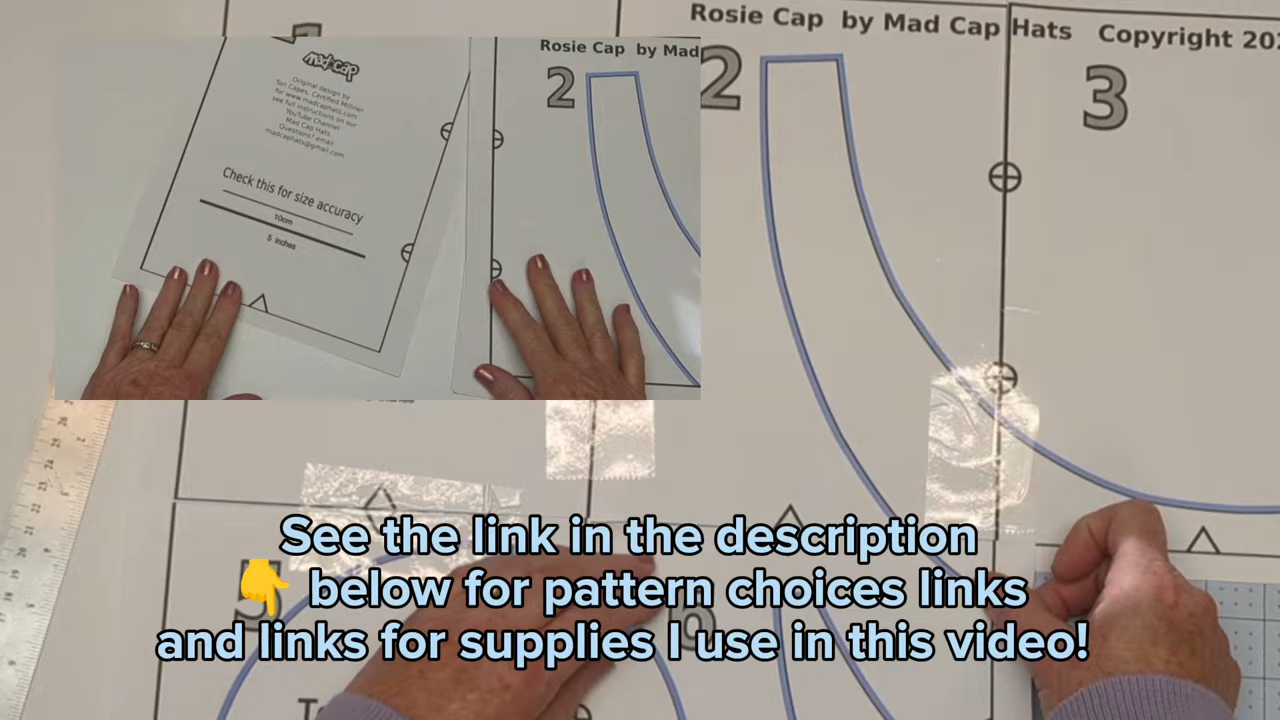 Rosie Cap by Mad Cap Hats Copyright
2
3
mad cap
Original design by
Tori Capes, Certified Milliner
for www.madcaphats.com
see full instructions on our
YouTube Channel
Mad Cap Hats.
Questions? email
madcaphats@gmail.com
Check this for size accuracy
10cm
5 inches
Rosie Cap by Mad
2
See the link in the description
👇 below for pattern choices links
and links for supplies I use in this video!